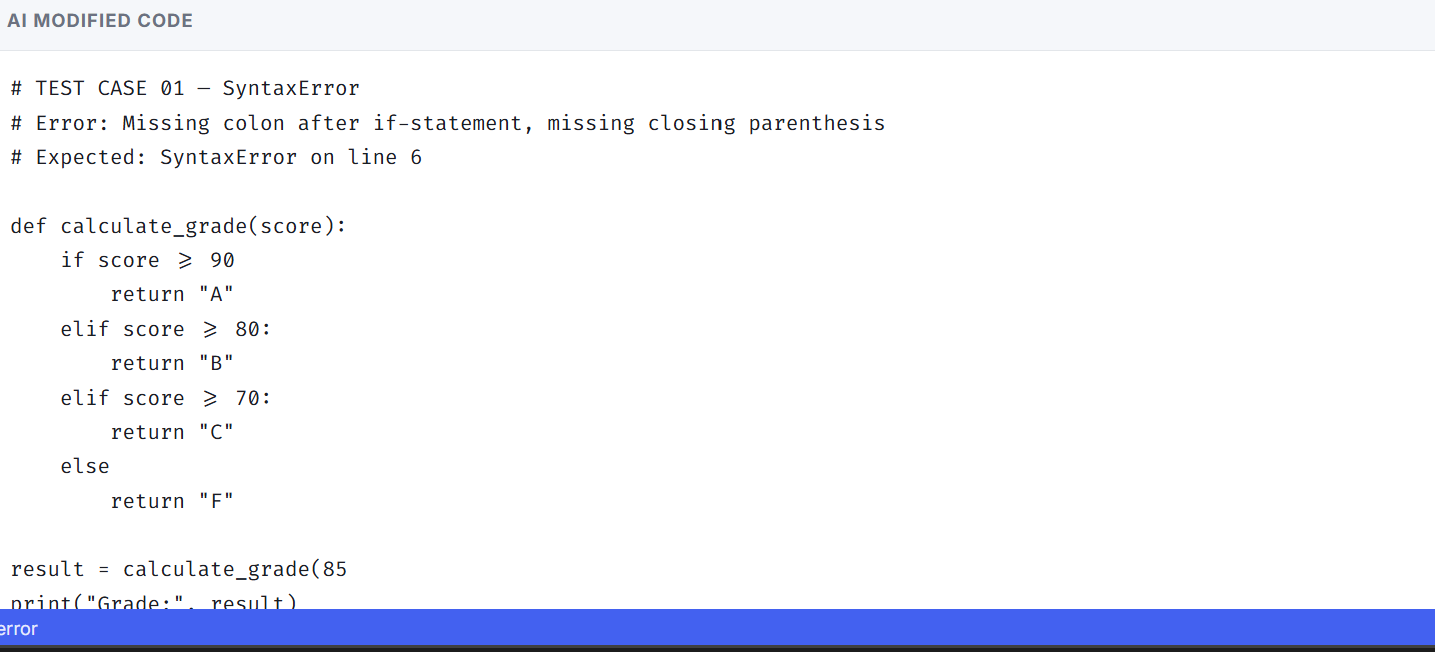 AI MODIFIED CODE
# TEST CASE 01 — SyntaxError
# Error: Missing colon after if-statement, missing closing parenthesis
# Expected: SyntaxError on line 6
def calculate_grade(score):
    if score >= 90
        return "A"
    elif score >= 80:
        return "B"
    elif score >= 70:
        return "C"
    else
        return "F"
result = calculate_grade(85
print("Grade:", result)
error